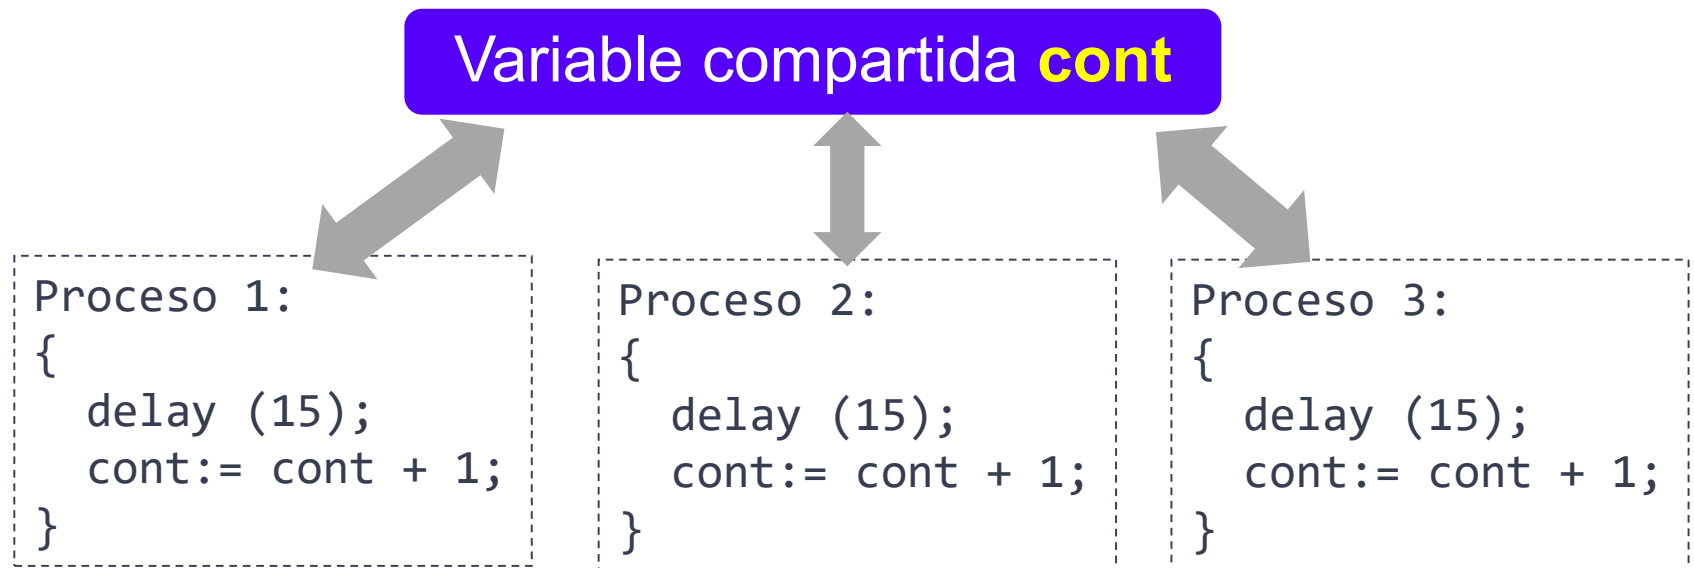 Variable compartida cont
Proceso 1:
{
delay (15);
cont:= cont + 1;
}
Proceso 2:
{
delay (15);
cont:= cont + 1;
}
Proceso 3:
{
delay (15);
cont:= cont + 1;
}